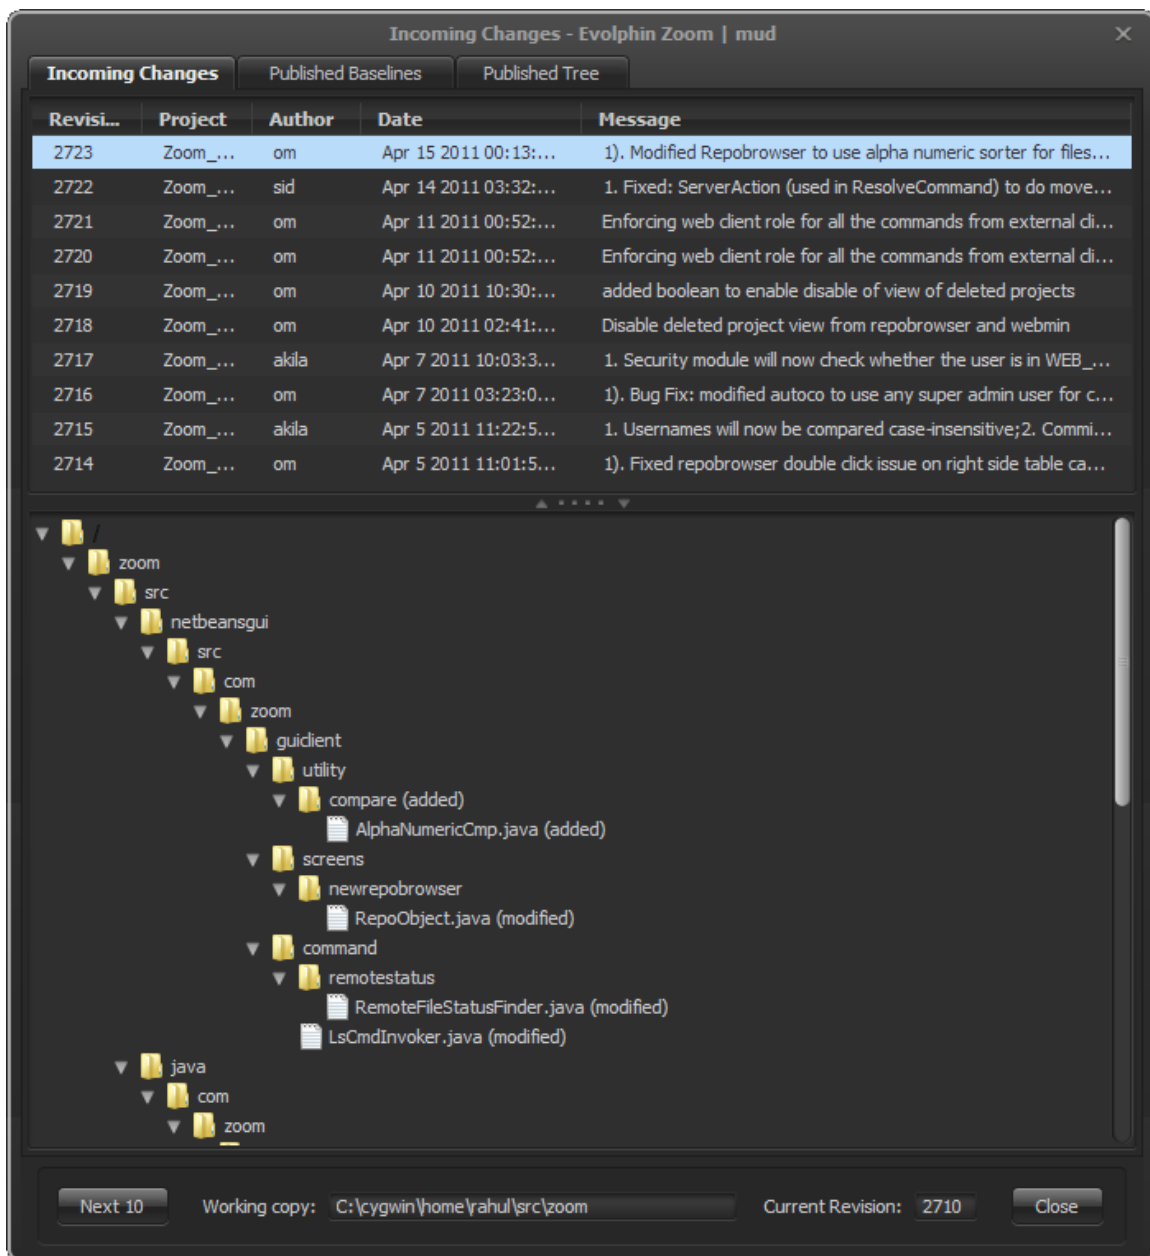 Incoming Changes - Evolphin Zoom | mud
Incoming Changes Published Baselines Published Tree
Revisi... Project Author Date Message
2723 Zoom_... om Apr 15 2011 00:13:... 1). Modified Repobrowser to use alpha numeric sorter for files...
2722 Zoom_... sid Apr 14 2011 03:32:... 1. Fixed: ServerAction (used in ResolveCommand) to do move...
2721 Zoom_... om Apr 11 2011 00:52:... Enforcing web client role for all the commands from external cli...
2720 Zoom_... om Apr 11 2011 00:52:... Enforcing web client role for all the commands from external cli...
2719 Zoom_... om Apr 10 2011 10:30:... added boolean to enable disable of view of deleted projects
2718 Zoom_... om Apr 10 2011 02:41:... Disable deleted project view from repobrowser and webmin
2717 Zoom_... akila Apr 7 2011 10:03:3... 1. Security module will now check whether the user is in WEB_...
2716 Zoom_... om Apr 7 2011 03:23:0... 1). Bug Fix: modified autoco to use any super admin user for c...
2715 Zoom_... akila Apr 5 2011 11:22:5... 1. Usernames will now be compared case-insensitive;2. Commi...
2714 Zoom_... om Apr 5 2011 11:01:5... 1). Fixed repobrowser double click issue on right side table ca...
/
zoom
src
netbeansgui
src
com
zoom
guiclient
utility
compare (added)
AlphaNumericCmp.java (added)
screens
newrepobrowser
RepoObject.java (modified)
command
remotestatus
RemoteFileStatusFinder.java (modified)
LsCmdInvoker.java (modified)
java
com
zoom
Next 10 Working copy: C:\cygwin\home\rahul\src\zoom Current Revision: 2710 Close